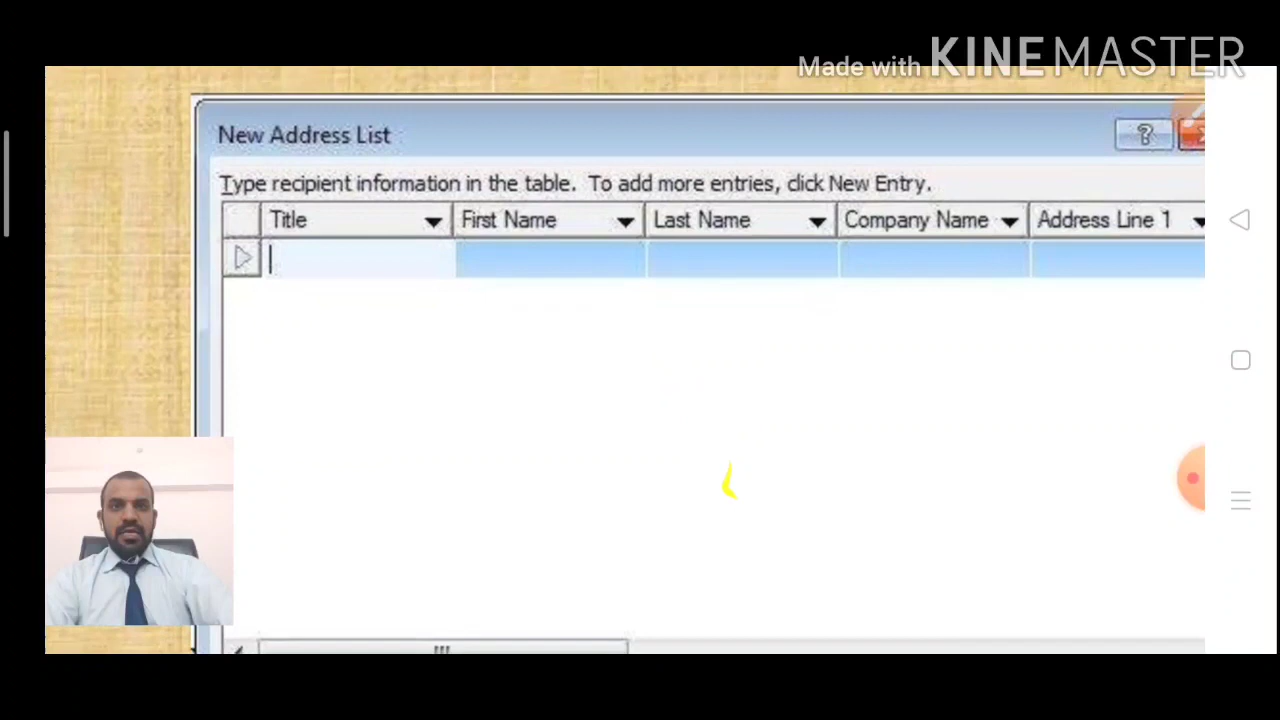 Made with KINEMASTER
New Address List
Type recipient information in the table. To add more entries, click New Entry.
Title First Name Last Name Company Name Address Line 1